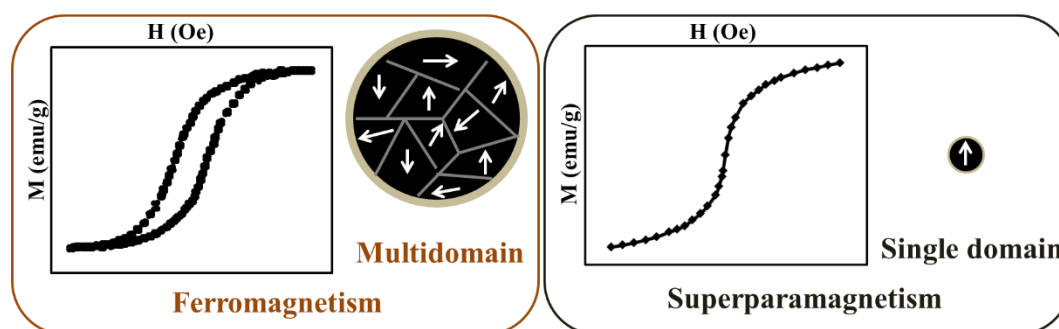 H (Oe)
M (emu/g)
Multidomain
Ferromagnetism
H (Oe)
M (emu/g)
Single domain
Superparamagnetism